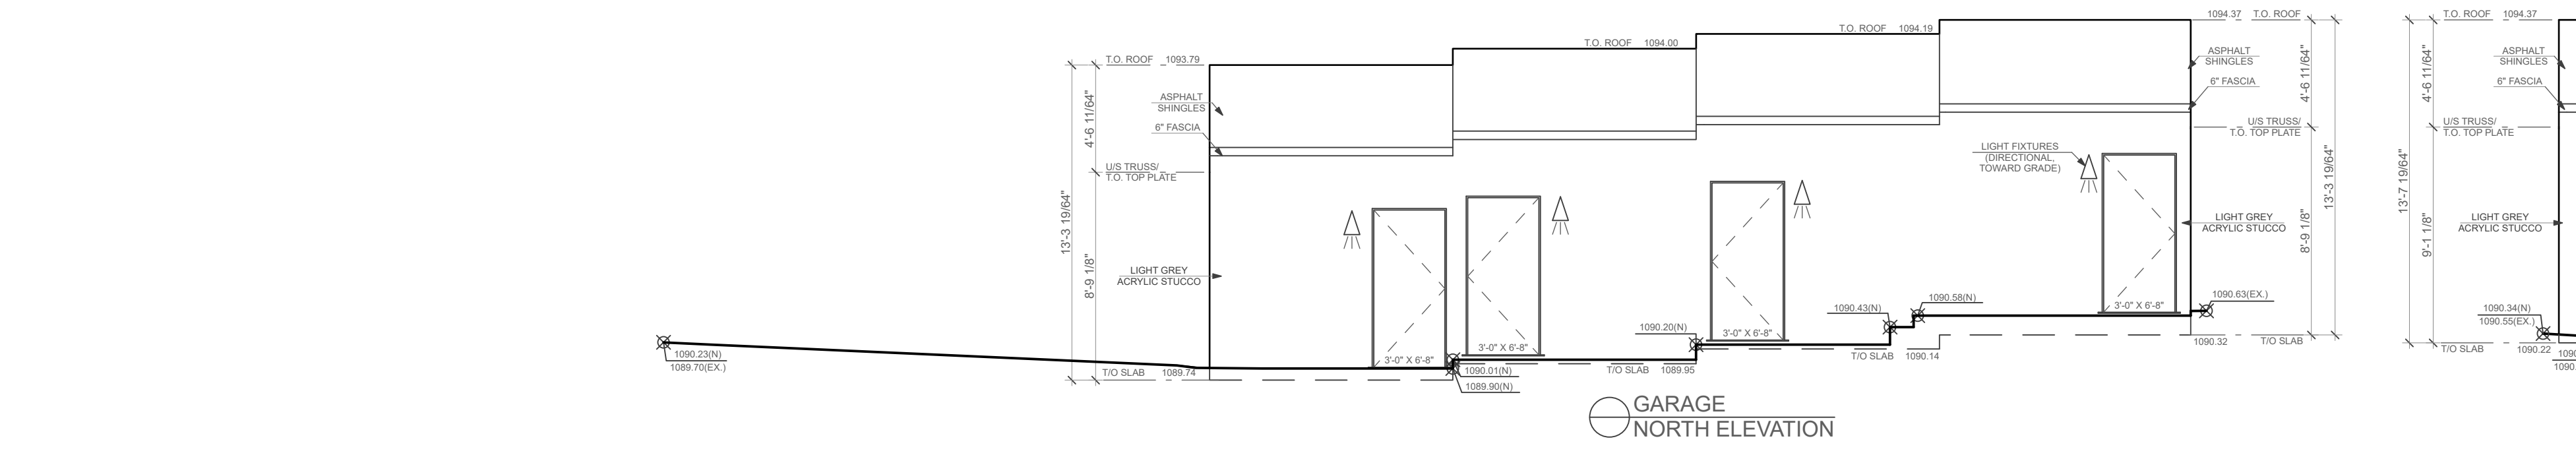 T.O. ROOF 1093.79
T.O. ROOF 1094.00
T.O. ROOF 1094.19
1094.37 T.O. ROOF
T.O. ROOF 1094.37
ASPHALT
SHINGLES
6" FASCIA
U/S TRUSS/
T.O. TOP PLATE
4'-6 11/64"
13'-3 19/64"
8'-9 1/8"
LIGHT GREY
ACRYLIC STUCCO
1090.23(N)
1089.70(EX.)
T/O SLAB 1089.74
3'-0" X 6'-8"
3'-0" X 6'-8"
1090.01(N)
1089.90(N)
T/O SLAB 1089.95
1090.20(N)
3'-0" X 6'-8"
1090.43(N)
1090.58(N)
T/O SLAB 1090.14
LIGHT FIXTURES
(DIRECTIONAL,
TOWARD GRADE)
3'-0" X 6'-8"
ASPHALT
SHINGLES
6" FASCIA
U/S TRUSS/
T.O. TOP PLATE
LIGHT GREY
ACRYLIC STUCCO
1090.63(EX.)
1090.32
T/O SLAB
4'-6 11/64"
13'-3 19/64"
8'-9 1/8"
GARAGE
NORTH ELEVATION
ASPHALT
SHINGLES
6" FASCIA
U/S TRUSS/
T.O. TOP PLATE
4'-6 11/64"
13'-7 19/64"
9'-1 1/8"
LIGHT GREY
ACRYLIC STUCCO
1090.34(N)
1090.55(EX.)
T/O SLAB 1090.22